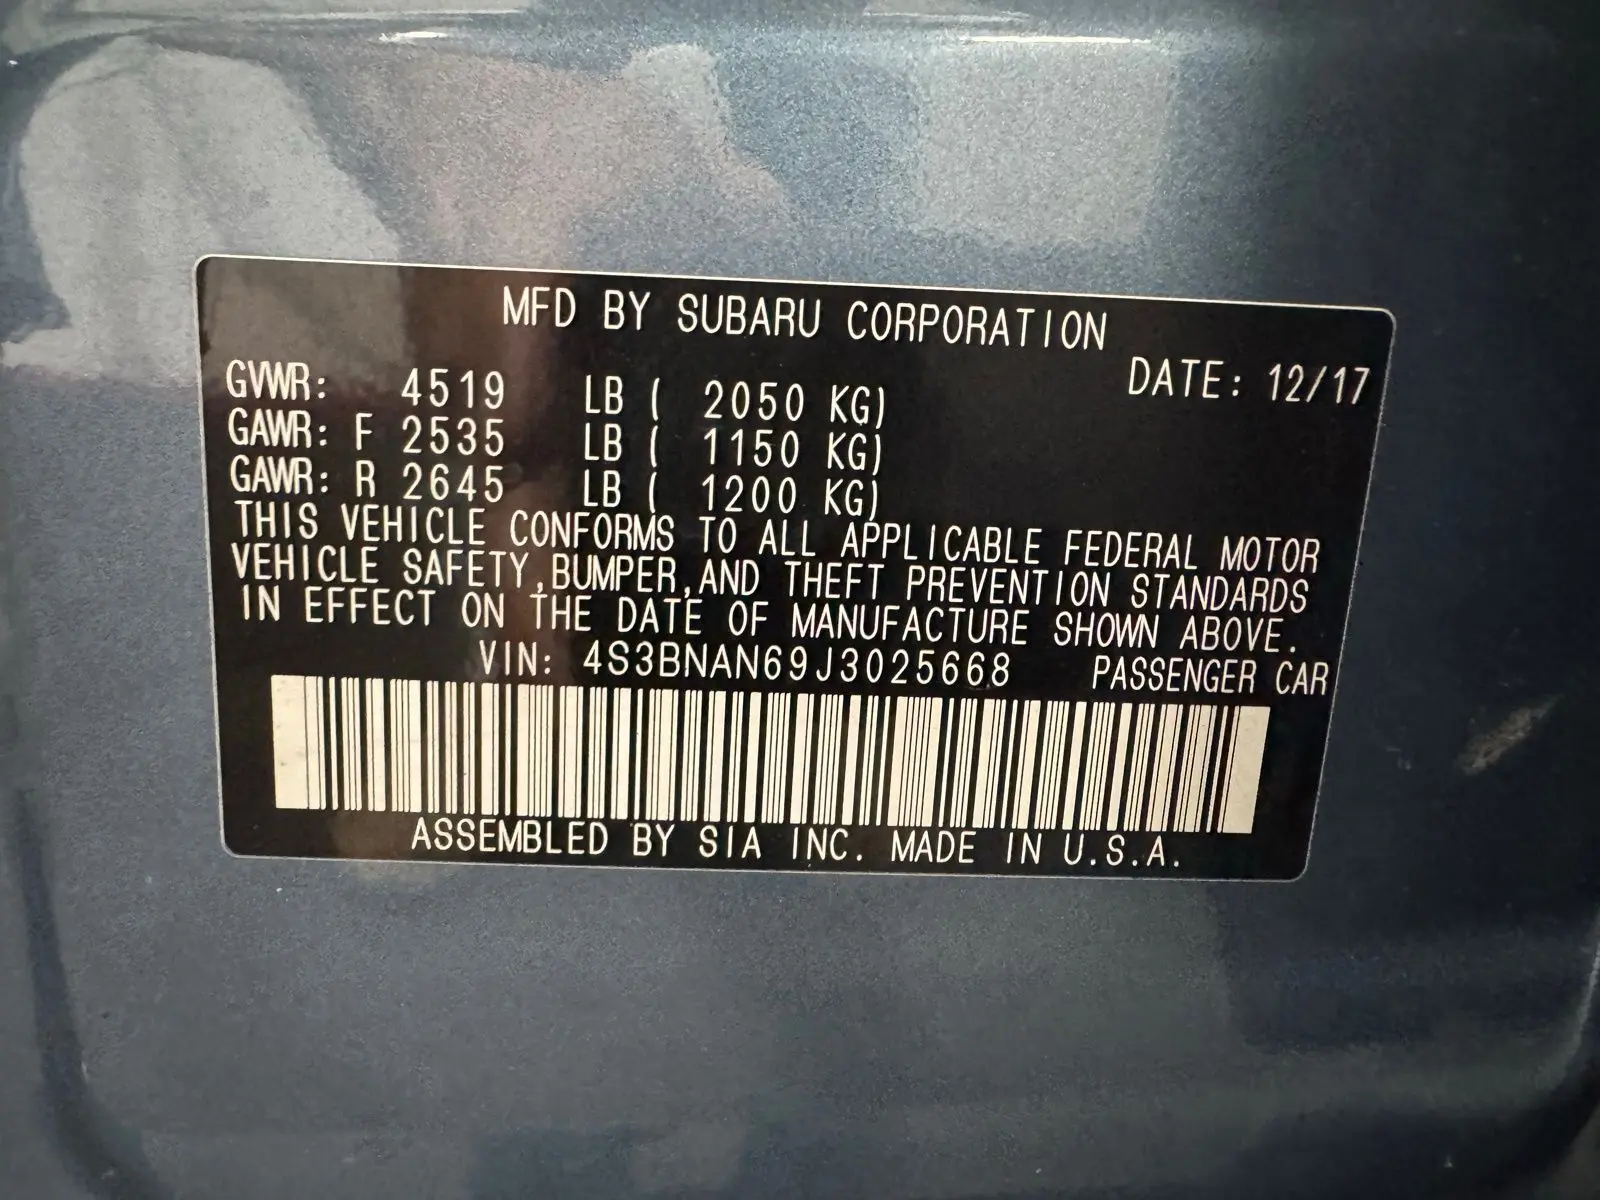 MFD BY SUBARU CORPORATION
DATE: 12/17
GVWR: 4519 LB ( 2050 KG)
GAWR: F 2535 LB ( 1150 KG)
GAWR: R 2645 LB ( 1200 KG)
THIS VEHICLE CONFORMS TO ALL APPLICABLE FEDERAL MOTOR
VEHICLE SAFETY,BUMPER,AND THEFT PREVENTION STANDARDS
IN EFFECT ON THE DATE OF MANUFACTURE SHOWN ABOVE.
VIN: 4S3BNAN69J3025668 PASSENGER CAR
ASSEMBLED BY SIA INC. MADE IN U.S.A.